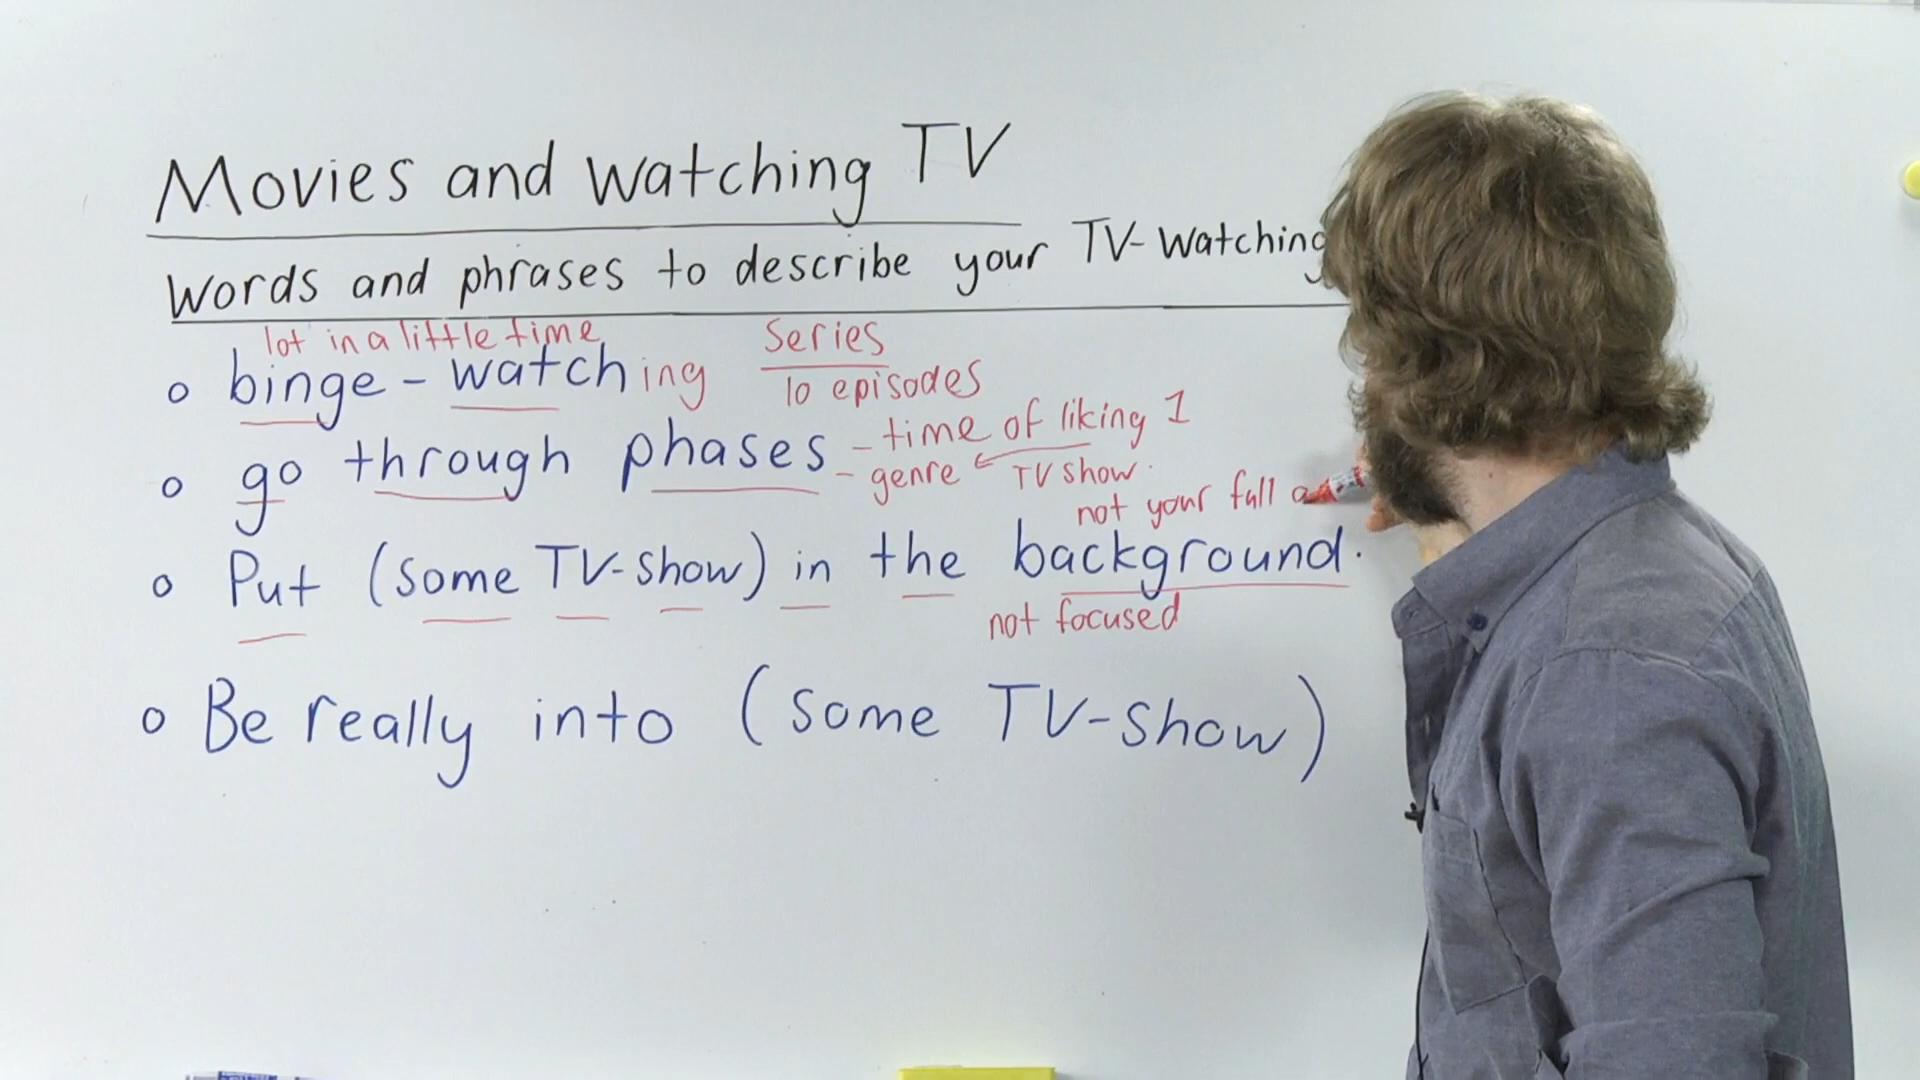 Movies and watching TV
Words and phrases to describe your TV-watching
lot in a little time
binge-watching
Series
10 episodes
go through phases
- time of liking 1
- genre
TV show.
not your full
Put (some TV-show) in the background.
not focused
Be really into (some TV-show)